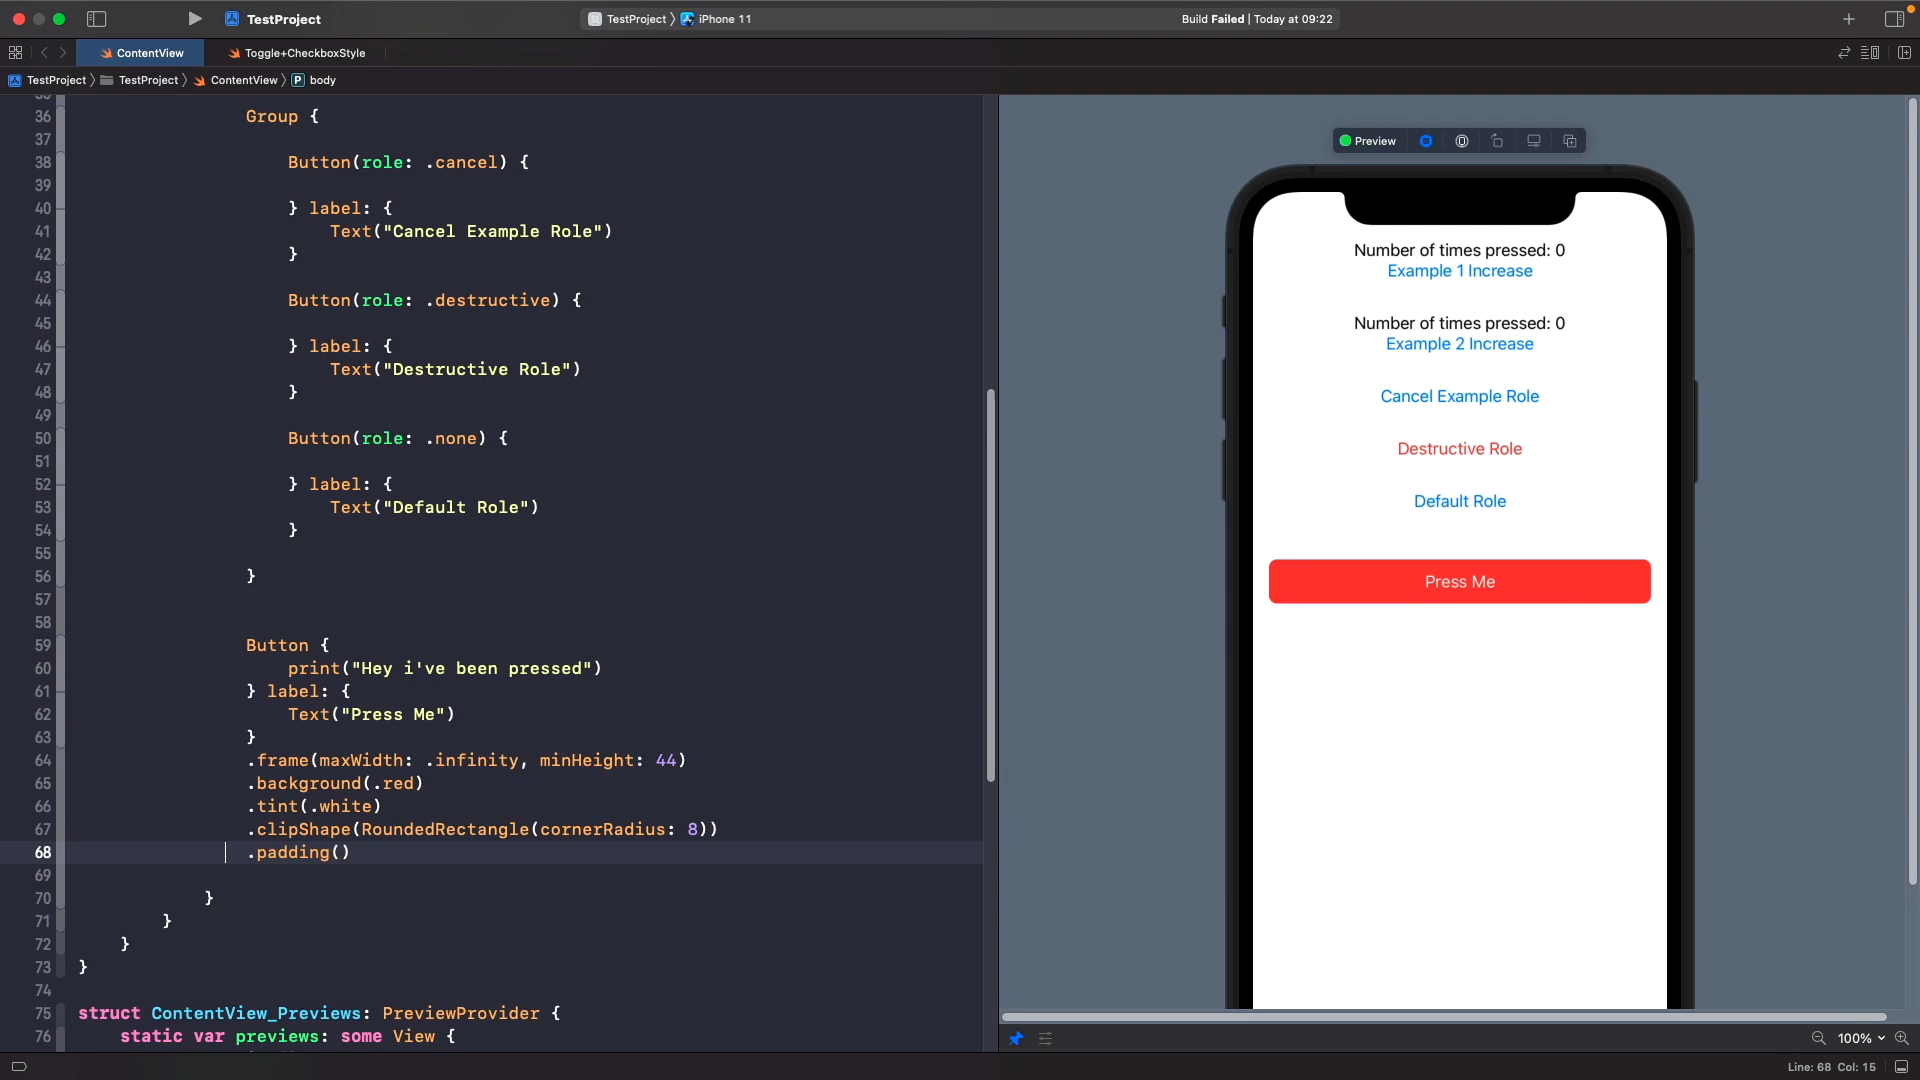 TestProject
TestProject 〉 iPhone 11
Build Failed | Today at 09:22
ContentView
Toggle+CheckboxStyle
TestProject 〉 TestProject 〉 ContentView 〉 P body
36 Group {
37
38 Button(role: .cancel) {
39
40 } label: {
41 Text("Cancel Example Role")
42 }
43
44 Button(role: .destructive) {
45
46 } label: {
47 Text("Destructive Role")
48 }
49
50 Button(role: .none) {
51
52 } label: {
53 Text("Default Role")
54 }
55
56 }
57
58
59 Button {
60 print("Hey i've been pressed")
61 } label: {
62 Text("Press Me")
63 }
64 .frame(maxWidth: .infinity, minHeight: 44)
65 .background(.red)
66 .tint(.white)
67 .clipShape(RoundedRectangle(cornerRadius: 8))
68 .padding()
69
70 }
71 }
72 }
73 }
74
75 struct ContentView_Previews: PreviewProvider {
76 static var previews: some View {
Preview
Number of times pressed: 0
Example 1 Increase
Number of times pressed: 0
Example 2 Increase
Cancel Example Role
Destructive Role
Default Role
Press Me
100%
Line: 68 Col: 15